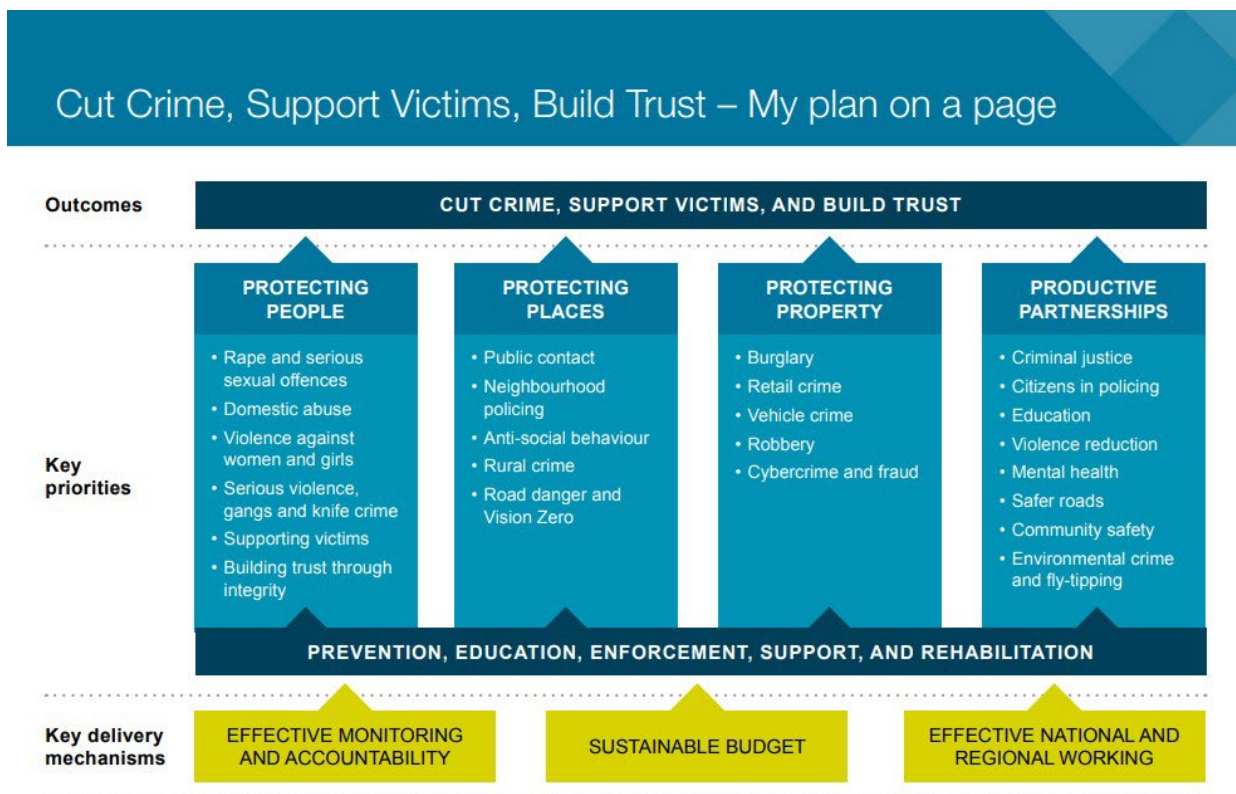 Cut Crime, Support Victims, Build Trust – My plan on a page
Outcomes
CUT CRIME, SUPPORT VICTIMS, AND BUILD TRUST
Key
priorities
PROTECTING
PEOPLE
• Rape and serious
sexual offences
• Domestic abuse
• Violence against
women and girls
• Serious violence,
gangs and knife crime
• Supporting victims
• Building trust through
integrity
PROTECTING
PLACES
• Public contact
• Neighbourhood
policing
• Anti-social behaviour
• Rural crime
• Road danger and
Vision Zero
PROTECTING
PROPERTY
• Burglary
• Retail crime
• Vehicle crime
• Robbery
• Cybercrime and fraud
PRODUCTIVE
PARTNERSHIPS
• Criminal justice
• Citizens in policing
• Education
• Violence reduction
• Mental health
• Safer roads
• Community safety
• Environmental crime
and fly-tipping
PREVENTION, EDUCATION, ENFORCEMENT, SUPPORT, AND REHABILITATION
Key delivery
mechanisms
EFFECTIVE MONITORING
AND ACCOUNTABILITY
SUSTAINABLE BUDGET
EFFECTIVE NATIONAL AND
REGIONAL WORKING